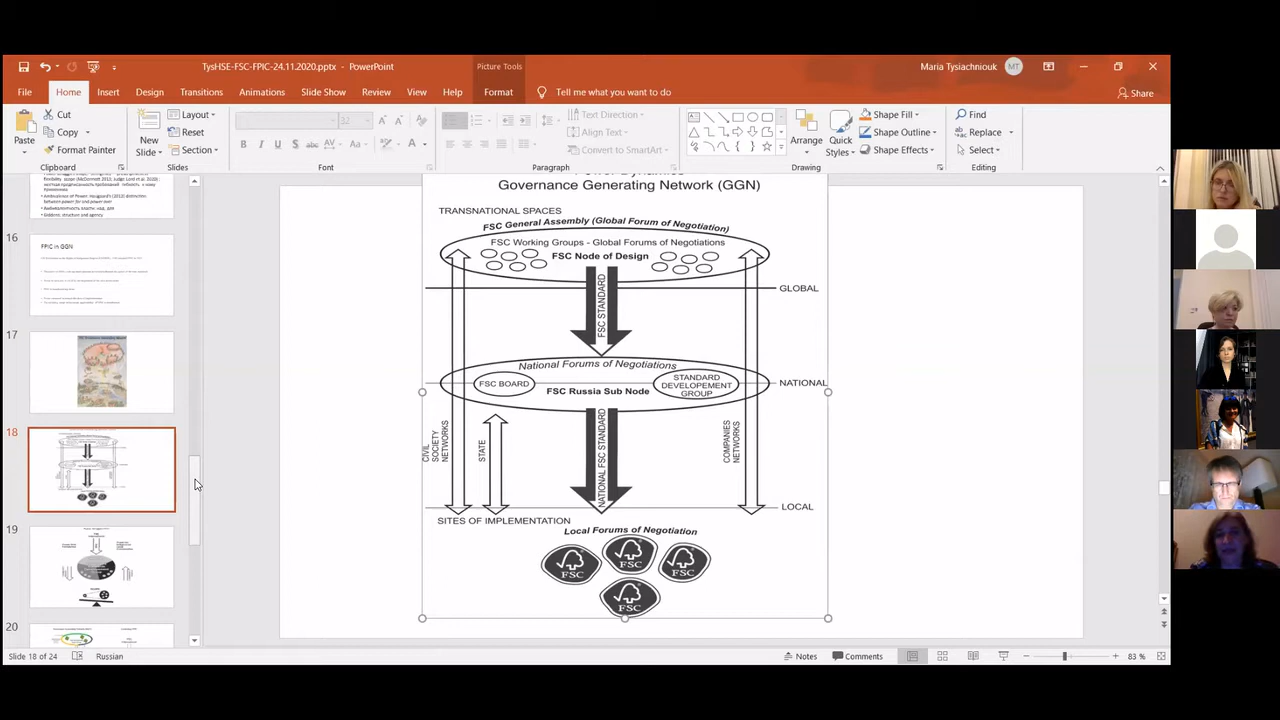 TysHSE-FSC-FPIC-24.11.2020.pptx - PowerPoint
Picture Tools
Maria Tysiachniouk
MT
File
Home
Insert
Design
Transitions
Animations
Slide Show
Review
View
Help
Format
Tell me what you want to do
Share
Paste
Cut
Copy
Format Painter
Clipboard
New
Slide
Layout
Reset
Section
Slides
32
Font
Text Direction
Align Text
Convert to SmartArt
Paragraph
Arrange
Quick
Styles
Shape Fill
Shape Outline
Shape Effects
Drawing
Find
Replace
Select
Editing
16
FPIC in GGN
17
18
19
20
Governance Generating Network (GGN)
TRANSNATIONAL SPACES
FSC General Assembly (Global Forum of Negotiation)
FSC Working Groups - Global Forums of Negotiations
FSC Node of Design
GLOBAL
FSC STANDARD
National Forums of Negotiations
FSC BOARD
FSC Russia Sub Node
STANDARD
DEVELOPEMENT
GROUP
NATIONAL
CIVIL
SOCIETY
NETWORKS
STATE
NATIONAL FSC STANDARD
COMPANIES
NETWORKS
LOCAL
SITES OF IMPLEMENTATION
Local Forums of Negotiation
FSC
FSC
FSC
FSC
Slide 18 of 24
Russian
Notes
Comments
83 %